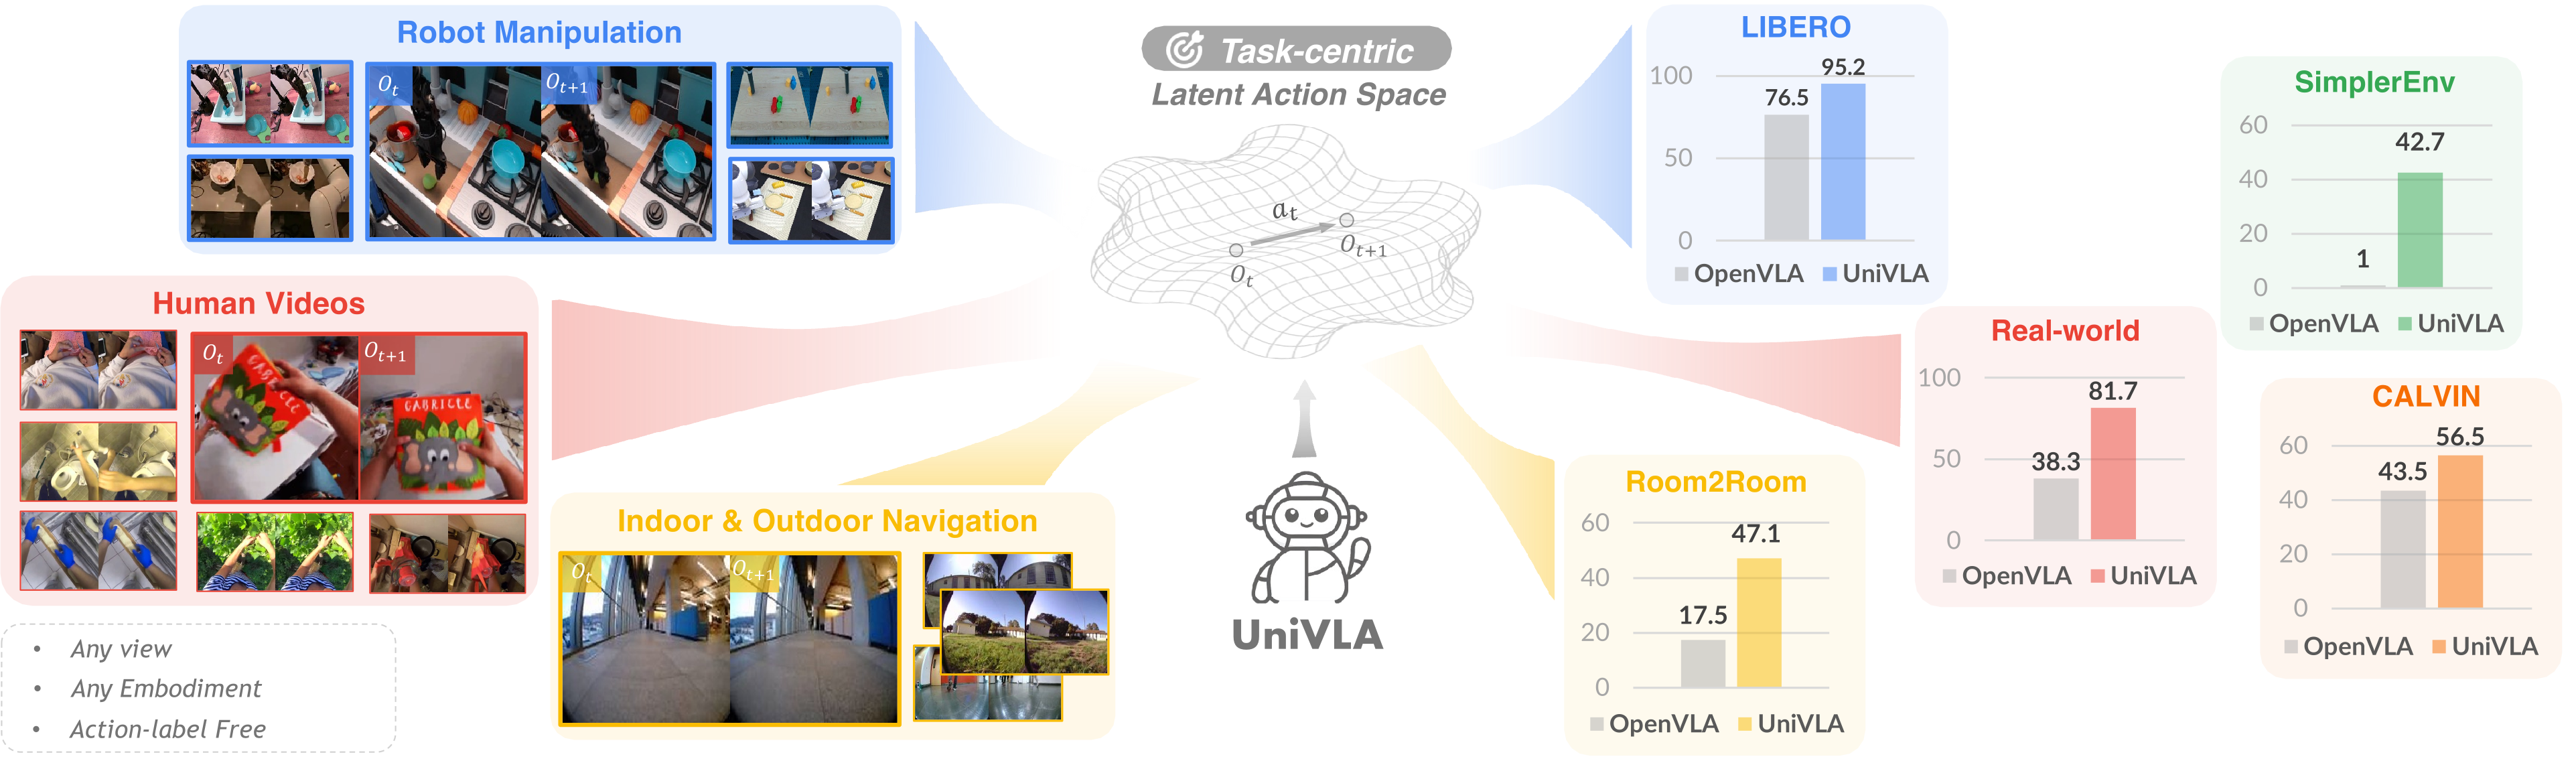 Robot Manipulation
O_t
O_{t+1}
Human Videos
O_t
O_{t+1}
GABRIELE
GABRIELE
Indoor & Outdoor Navigation
O_t
O_{t+1}
• Any view
• Any Embodiment
• Action-label Free
Task-centric
Latent Action Space
a_t
O_t
O_{t+1}
UniVLA
LIBERO
100
50
0
76.5
95.2
OpenVLA UniVLA
SimplerEnv
60
40
20
0
1
42.7
OpenVLA UniVLA
Real-world
100
50
0
38.3
81.7
OpenVLA UniVLA
CALVIN
60
40
20
0
43.5
56.5
OpenVLA UniVLA
Room2Room
60
40
20
0
17.5
47.1
OpenVLA UniVLA